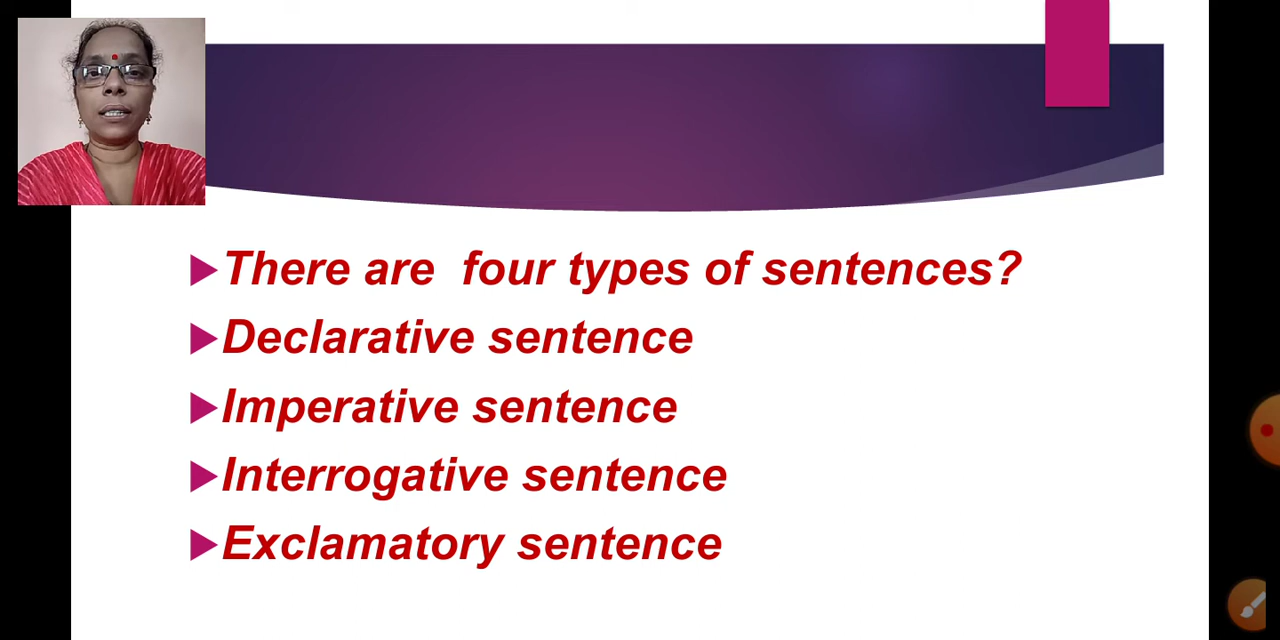 There are four types of sentences?
Declarative sentence
Imperative sentence
Interrogative sentence
Exclamatory sentence